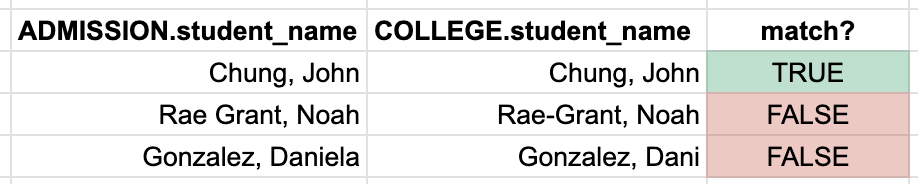 ADMISSION.student_name COLLEGE.student_name match?
Chung, John Chung, John TRUE
Rae Grant, Noah Rae-Grant, Noah FALSE
Gonzalez, Daniela Gonzalez, Dani FALSE